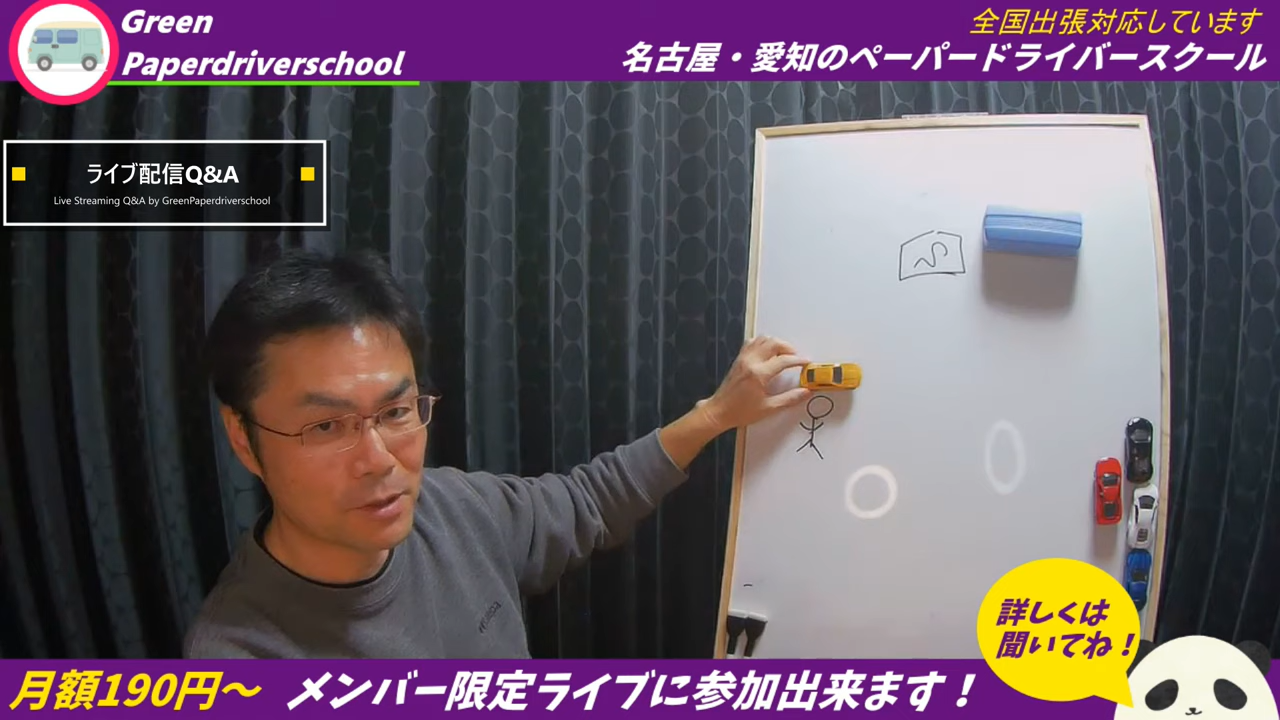 Green
Paperdriverschool
全国出張対応しています
名古屋・愛知のペーパードライバースクール
ライブ配信Q&A
Live Streaming Q&A by GreenPaperdriverschool
詳しくは
聞いてね！
月額190円〜 メンバー限定ライブに参加出来ます！